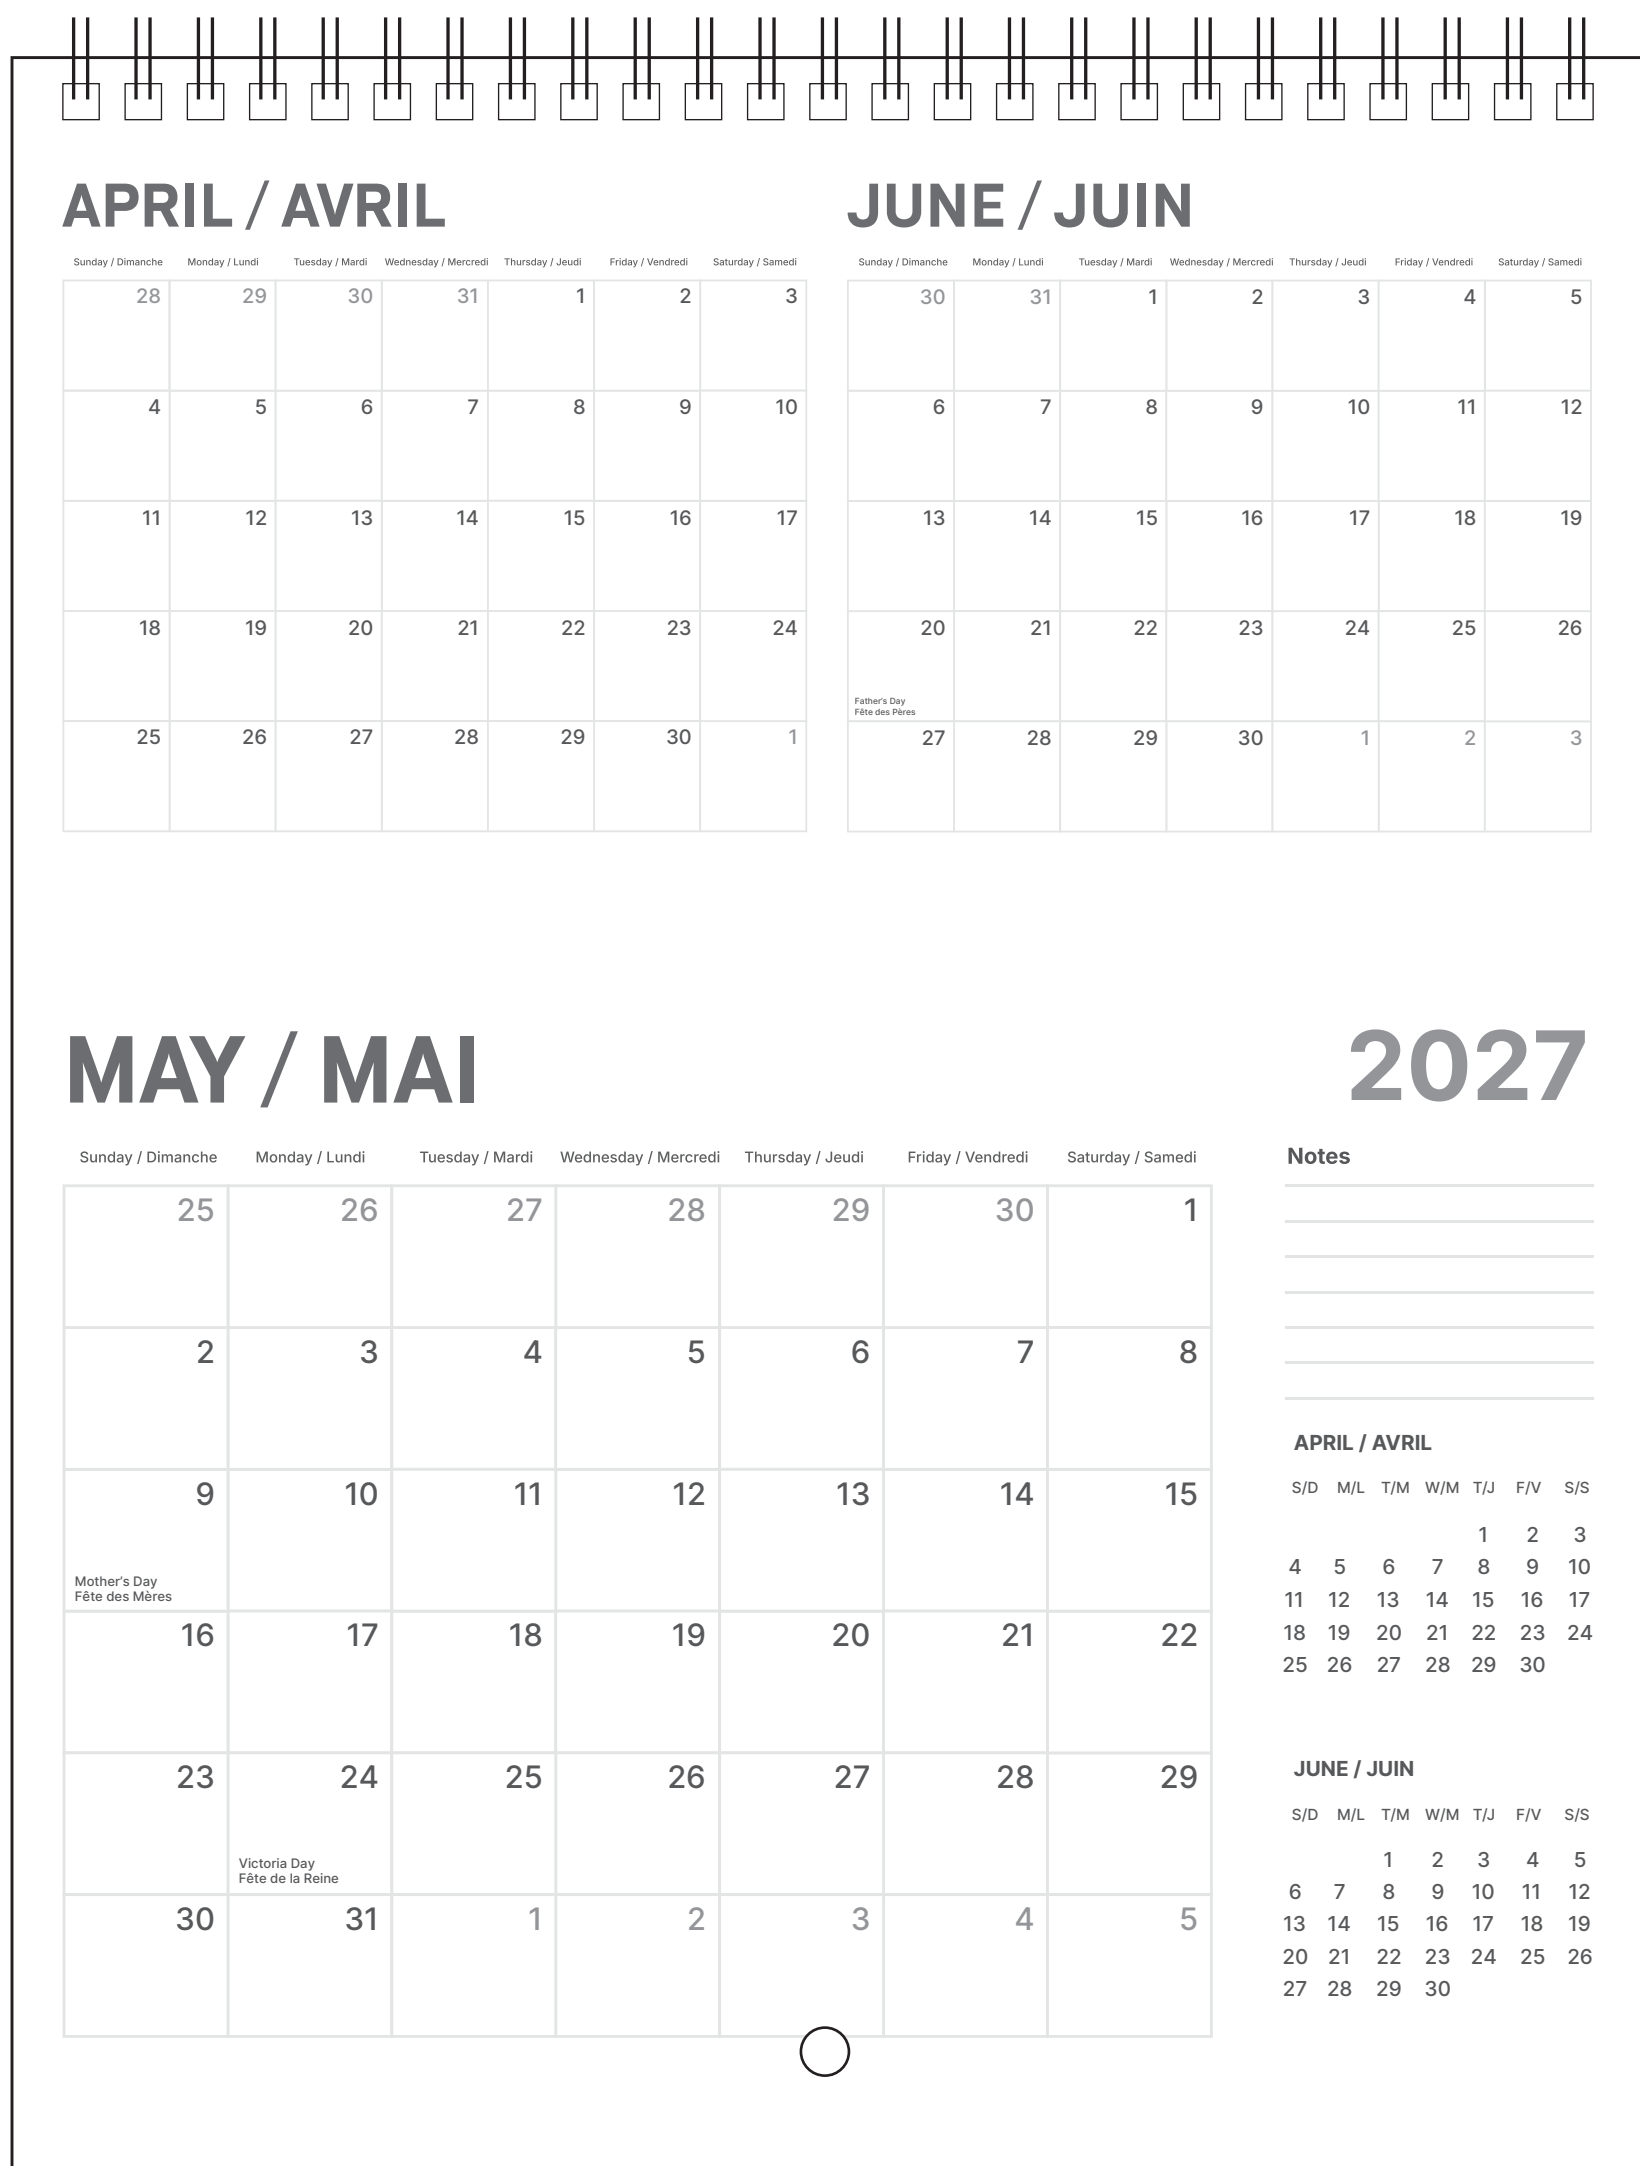 APRIL / AVRIL
Sunday / Dimanche Monday / Lundi Tuesday / Mardi Wednesday / Mercredi Thursday / Jeudi Friday / Vendredi Saturday / Samedi
28 29 30 31 1 2 3
4 5 6 7 8 9 10
11 12 13 14 15 16 17
18 19 20 21 22 23 24
25 26 27 28 29 30 1
JUNE / JUIN
Sunday / Dimanche Monday / Lundi Tuesday / Mardi Wednesday / Mercredi Thursday / Jeudi Friday / Vendredi Saturday / Samedi
30 31 1 2 3 4 5
6 7 8 9 10 11 12
13 14 15 16 17 18 19
20 21 22 23 24 25 26
Father's Day
Fête des Pères
27 28 29 30 1 2 3
MAY / MAI
2027
Sunday / Dimanche Monday / Lundi Tuesday / Mardi Wednesday / Mercredi Thursday / Jeudi Friday / Vendredi Saturday / Samedi
25 26 27 28 29 30 1
2 3 4 5 6 7 8
9 10 11 12 13 14 15
Mother's Day
Fête des Mères
16 17 18 19 20 21 22
23 24 25 26 27 28 29
Victoria Day
Fête de la Reine
30 31 1 2 3 4 5
Notes
APRIL / AVRIL
S/D M/L T/M W/M T/J F/V S/S
1 2 3
4 5 6 7 8 9 10
11 12 13 14 15 16 17
18 19 20 21 22 23 24
25 26 27 28 29 30
JUNE / JUIN
S/D M/L T/M W/M T/J F/V S/S
1 2 3 4 5
6 7 8 9 10 11 12
13 14 15 16 17 18 19
20 21 22 23 24 25 26
27 28 29 30